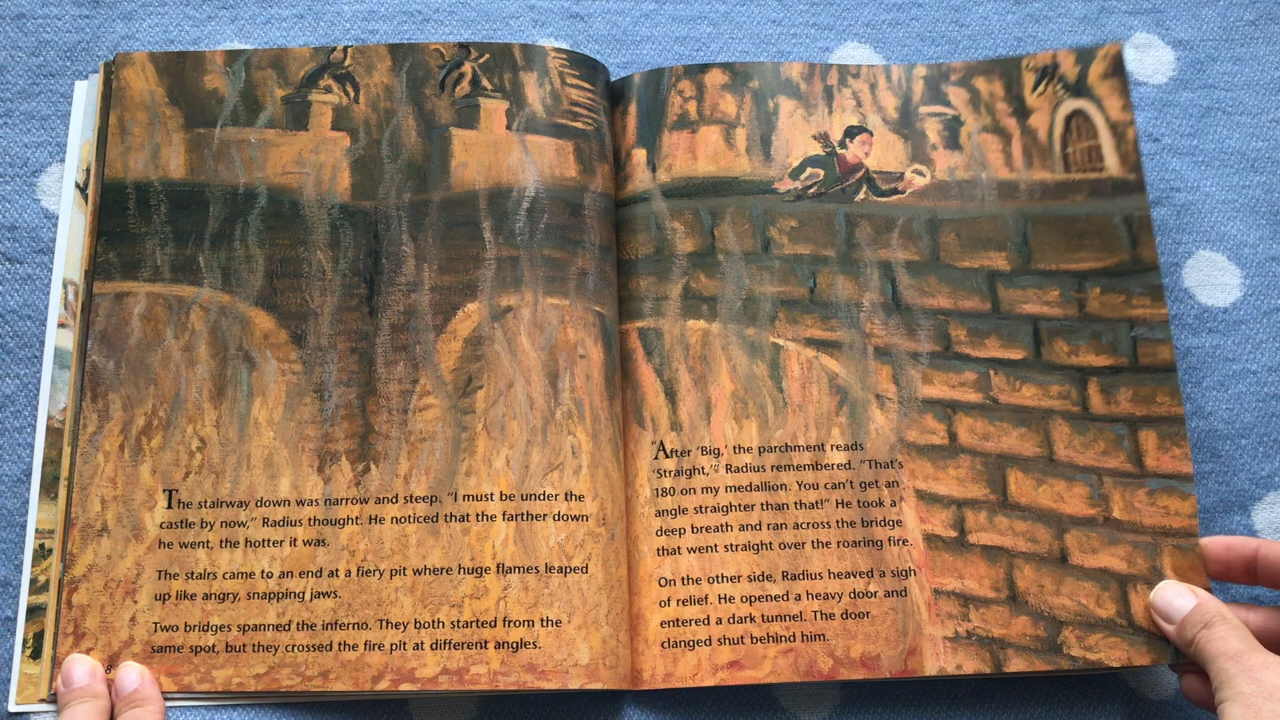 The stairway down was narrow and steep. "I must be under the
castle by now," Radius thought. He noticed that the farther down
he went, the hotter it was.
The stairs came to an end at a fiery pit where huge flames leaped
up like angry, snapping jaws.
Two bridges spanned the inferno. They both started from the
same spot, but they crossed the fire pit at different angles.
8
"After 'Big,' the parchment reads
'Straight,'" Radius remembered. "That's
180 on my medallion. You can't get an
angle straighter than that!" He took a
deep breath and ran across the bridge
that went straight over the roaring fire.
On the other side, Radius heaved a sigh
of relief. He opened a heavy door and
entered a dark tunnel. The door
clanged shut behind him.